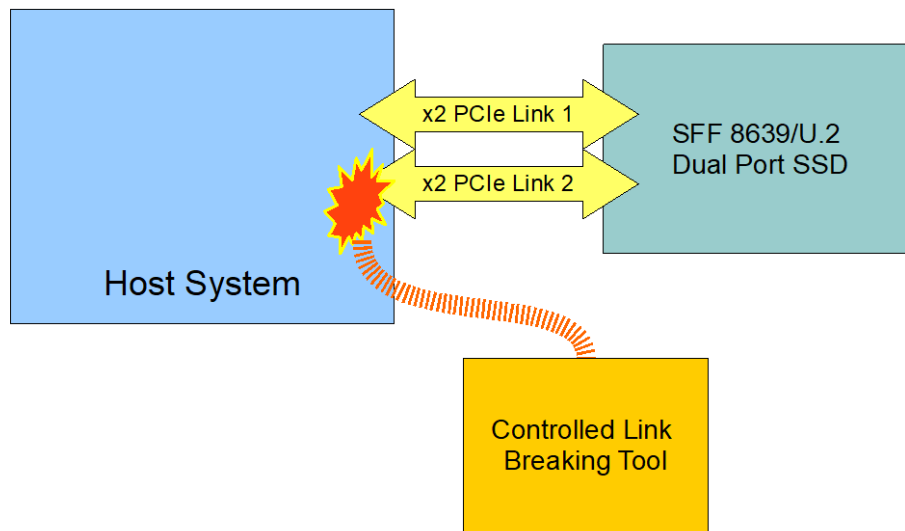 x2 PCIe Link 1
x2 PCIe Link 2
SFF 8639/U.2
Dual Port SSD
Host System
Controlled Link
Breaking Tool